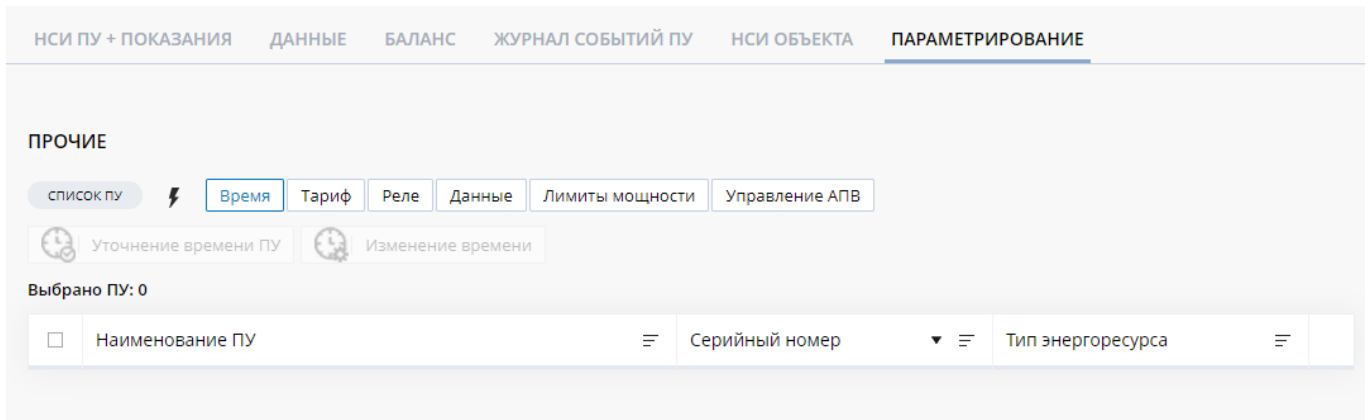 НСИ ПУ + ПОКАЗАНИЯ ДАННЫЕ БАЛАНС ЖУРНАЛ СОБЫТИЙ ПУ НСИ ОБЪЕКТА ПАРАМЕТРИРОВАНИЕ
ПРОЧИЕ
СПИСОК ПУ Время Тариф Реле Данные Лимиты мощности Управление АПВ
Уточнение времени ПУ Изменение времени
Выбрано ПУ: 0
Наименование ПУ Серийный номер Тип энергоресурса